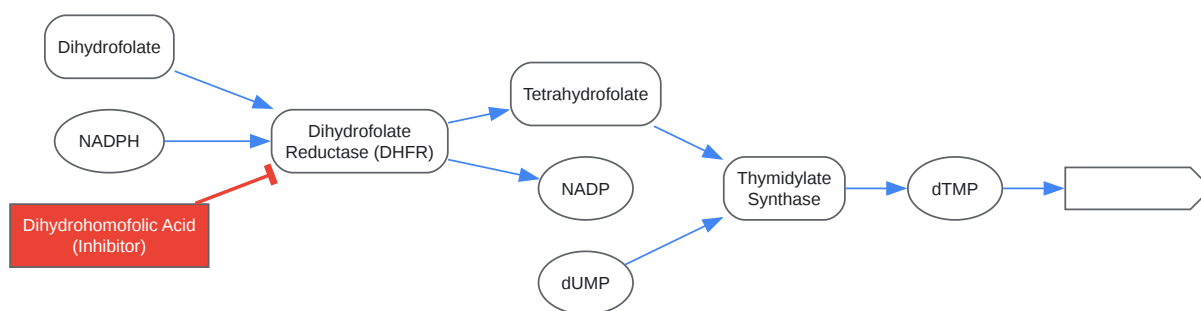 Dihydrofolate
NADPH
Dihydrohomofolic Acid
(Inhibitor)
Dihydrofolate
Reductase (DHFR)
Tetrahydrofolate
NADP
dUMP
Thymidylate
Synthase
dTMP